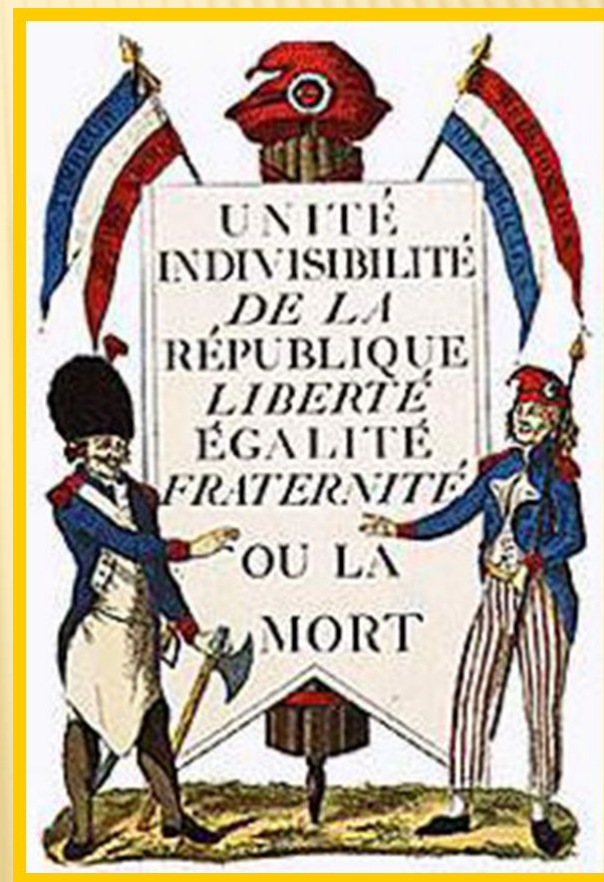 UNITÉ
INDIVISIBILITÉ
DE LA
RÉPUBLIQUE
LIBERTÉ
ÉGALITÉ
FRATERNITÉ
OU LA
MORT